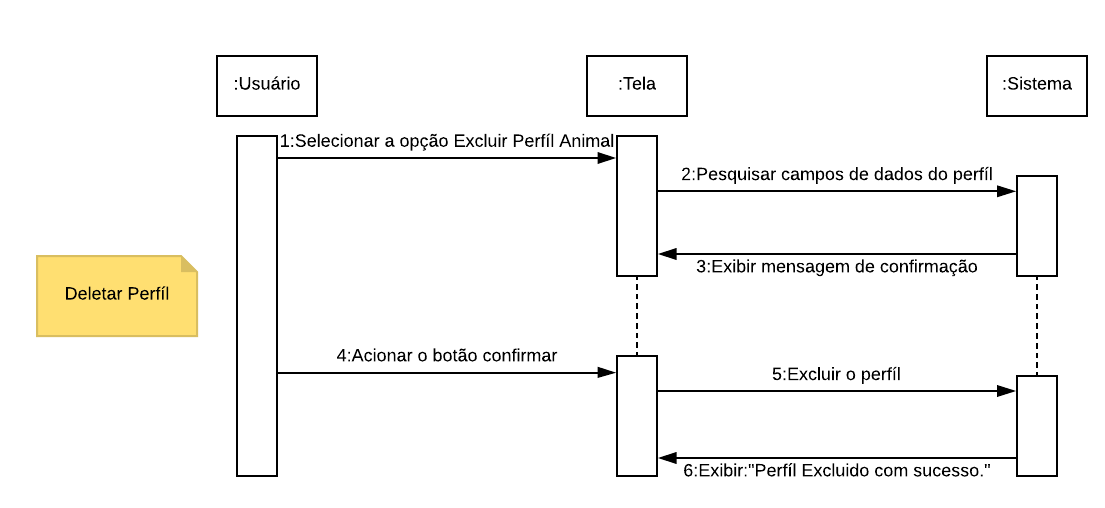 :Usuário
:Tela
:Sistema
1:Selecionar a opção Excluir Perfíl Animal
2:Pesquisar campos de dados do perfíl
3:Exibir mensagem de confirmação
Deletar Perfíl
4:Acionar o botão confirmar
5:Excluir o perfíl
6:Exibir:"Perfíl Excluido com sucesso."